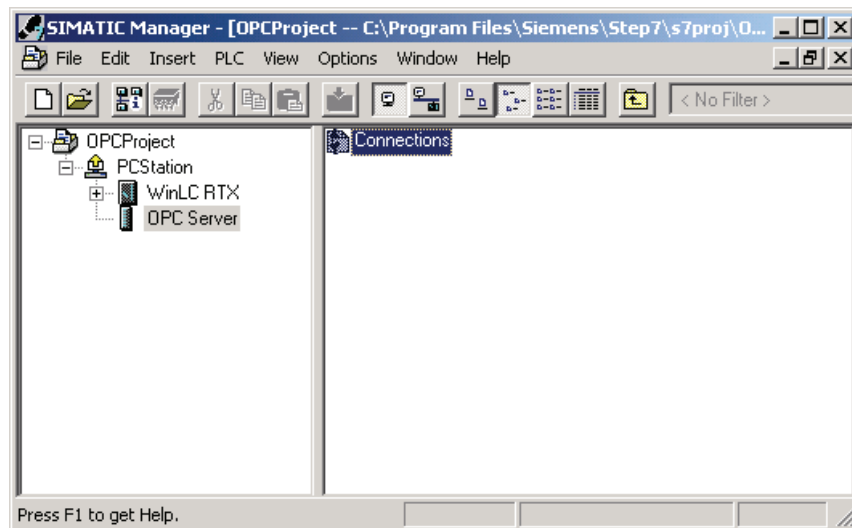 SIMATIC Manager - [OPCProject -- C:\Program Files\Siemens\Step7\s7proj\O...
File Edit Insert PLC View Options Window Help
< No Filter >
OPCProject
PCStation
WinLC RTX
OPC Server
Connections
Press F1 to get Help.